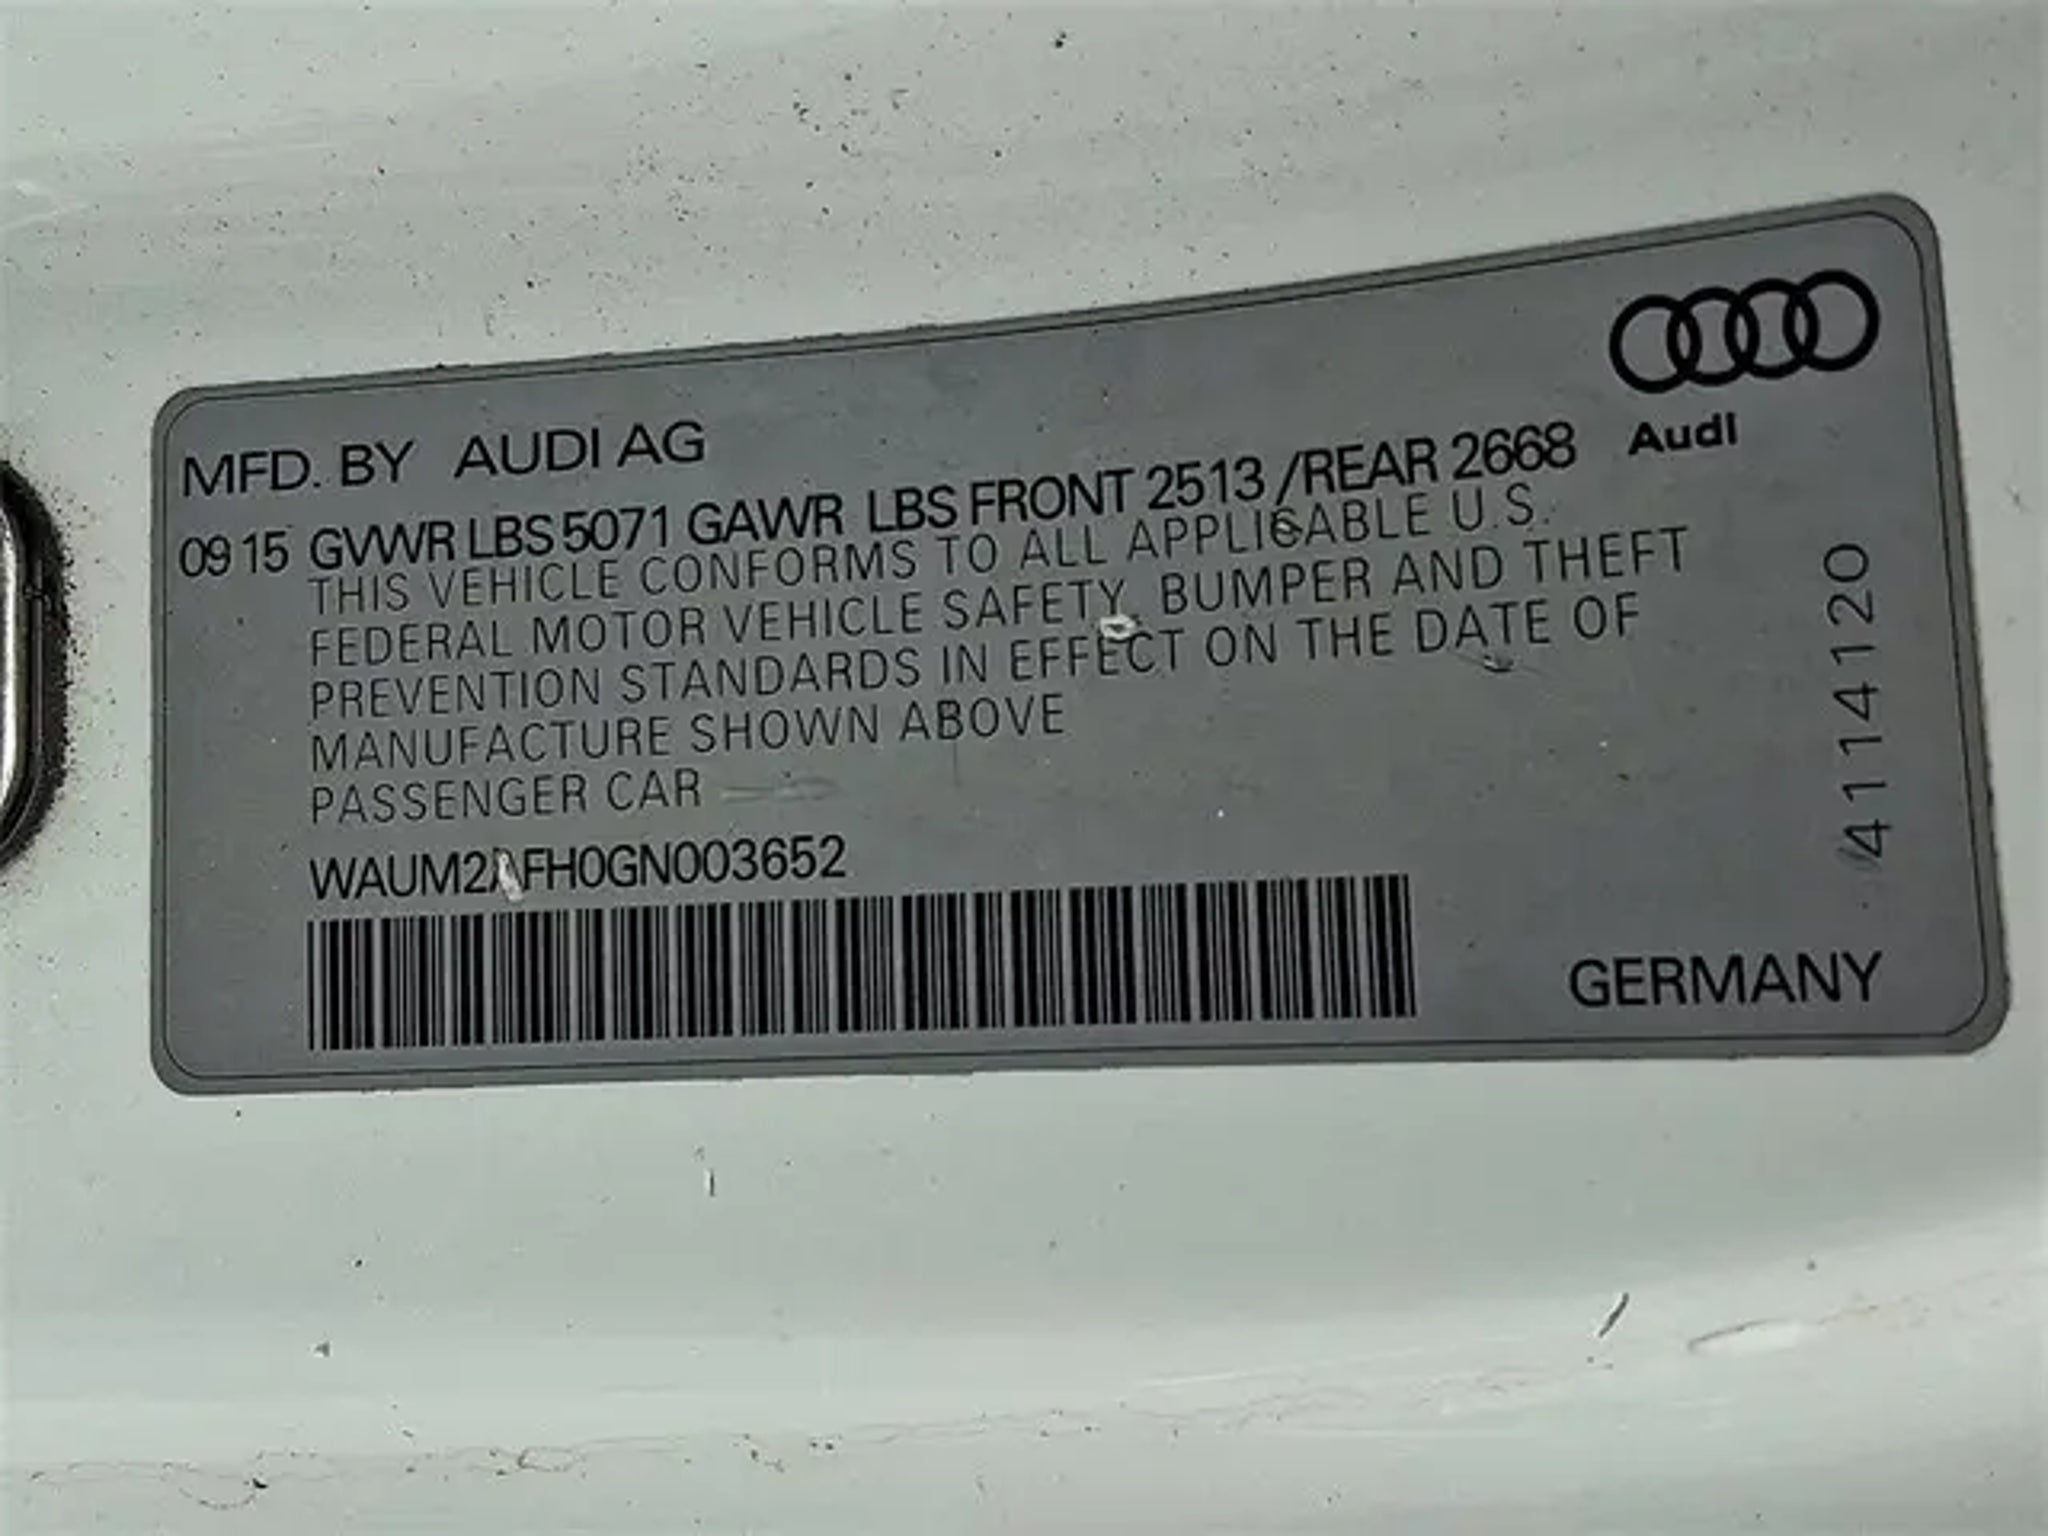 MFD. BY AUDI AG
Audi
09 15 GVWR LBS 5071 GAWR LBS FRONT 2513 /REAR 2668
THIS VEHICLE CONFORMS TO ALL APPLICABLE U.S.
FEDERAL MOTOR VEHICLE SAFETY, BUMPER AND THEFT
PREVENTION STANDARDS IN EFFECT ON THE DATE OF
MANUFACTURE SHOWN ABOVE
PASSENGER CAR
WAUM2AFH0GN003652
4114120
GERMANY